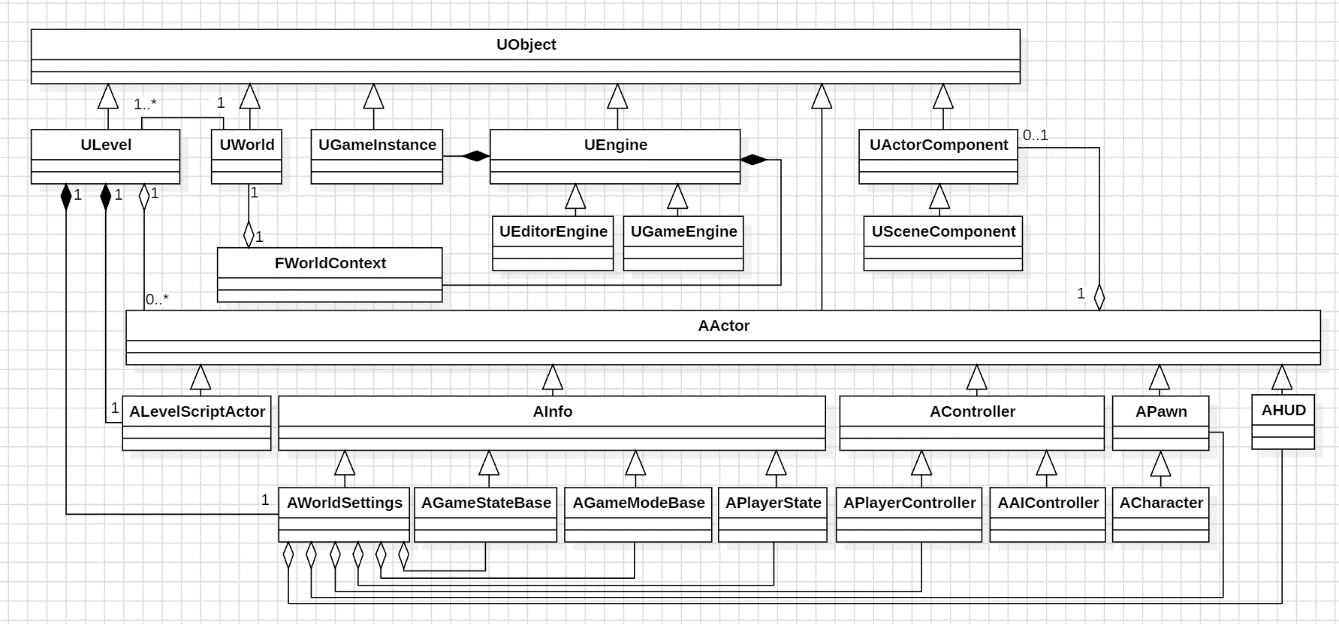 UObject
1..*
1
ULevel
UWorld
UGameInstance
UEngine
UActorComponent
0..1
1
1
1
1
UEditorEngine
UGameEngine
USceneComponent
1
FWorldContext
0..*
1
AActor
1
ALevelScriptActor
AInfo
AController
APawn
AHUD
1
AWorldSettings
AGameStateBase
AGameModeBase
APlayerState
APlayerController
AAIController
ACharacter